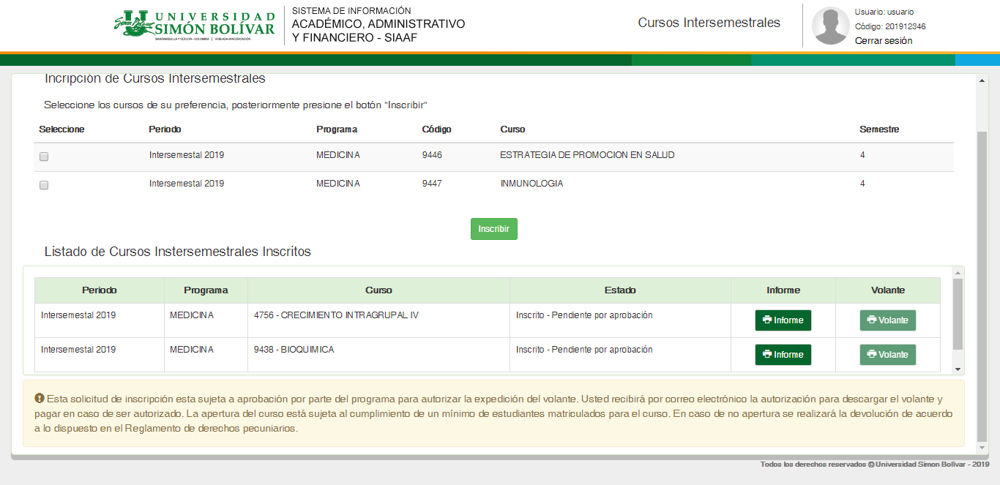 UNIVERSIDAD
SIMÓN BOLÍVAR
BARRANQUILLA Y CÚCUTA - COLOMBIA | VIGILADA MINEDUCACIÓN
SISTEMA DE INFORMACIÓN
ACADÉMICO, ADMINISTRATIVO
Y FINANCIERO - SIAAF
Cursos Intersemestrales
Usuario: usuario
Código: 201912346
Cerrar sesión
Incripción de Cursos Intersemestrales
Seleccione los cursos de su preferencia, posteriormente presione el botón "Inscribir"
Seleccione Periodo Programa Código Curso Semestre
Intersemestal 2019 MEDICINA 9446 ESTRATEGIA DE PROMOCION EN SALUD 4
Intersemestal 2019 MEDICINA 9447 INMUNOLOGIA 4
Inscribir
Listado de Cursos Instersemestrales Inscritos
Periodo Programa Curso Estado Informe Volante
Intersemestal 2019 MEDICINA 4756 - CRECIMIENTO INTRAGRUPAL IV Inscrito - Pendiente por aprobación Informe Volante
Intersemestal 2019 MEDICINA 9438 - BIOQUIMICA Inscrito - Pendiente por aprobación Informe Volante
Esta solicitud de inscripción esta sujeta a aprobación por parte del programa para autorizar la expedición del volante. Usted recibirá por correo electrónico la autorización para descargar el volante y
pagar en caso de ser autorizado. La apertura del curso está sujeta al cumplimiento de un mínimo de estudiantes matriculados para el curso. En caso de no apertura se realizará la devolución de acuerdo
a lo dispuesto en el Reglamento de derechos pecuniarios.
Todos los derechos reservados © Universidad Simon Bolívar - 2019